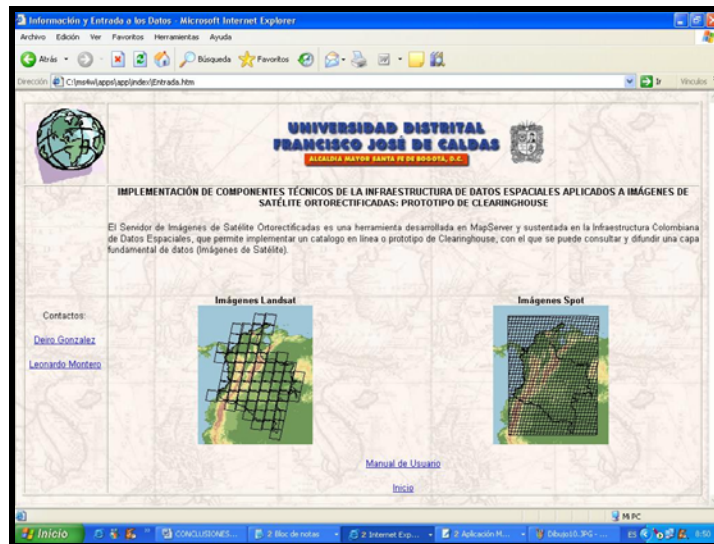 Información y Entrada a los Datos - Microsoft Internet Explorer
Archivo Edición Ver Favoritos Herramientas Ayuda
Atrás Búsqueda Favoritos
Dirección C:\ms4w\apps\app\index\Entrada.htm Ir Vínculos
UNIVERSIDAD DISTRITAL
FRANCISCO JOSÉ DE CALDAS
ALCALDIA MAYOR SANTA FE DE BOGOTA, D.C.
IMPLEMENTACIÓN DE COMPONENTES TÉCNICOS DE LA INFRAESTRUCTURA DE DATOS ESPACIALES APLICADOS A IMÁGENES DE
SATÉLITE ORTORECTIFICADAS: PROTOTIPO DE CLEARINGHOUSE
El Servidor de Imágenes de Satélite Ortorectificadas es una herramienta desarrollada en MapServer y sustentada en la Infraestructura Colombiana
de Datos Espaciales, que permite implementar un catalogo en línea o prototipo de Clearinghouse, con el que se puede consultar y difundir una capa
fundamental de datos (Imágenes de Satélite).
Imágenes Landsat Imágenes Spot
Contactos:
Deiro Gonzalez
Leonardo Montero
Manual de Usuario
Inicio
Mi PC
Inicio CONCLUSIONES... 2 Bloc de notas 2 Internet Exp... 2 Aplicación M... Dibujo10.JPG - ... ES 8:50